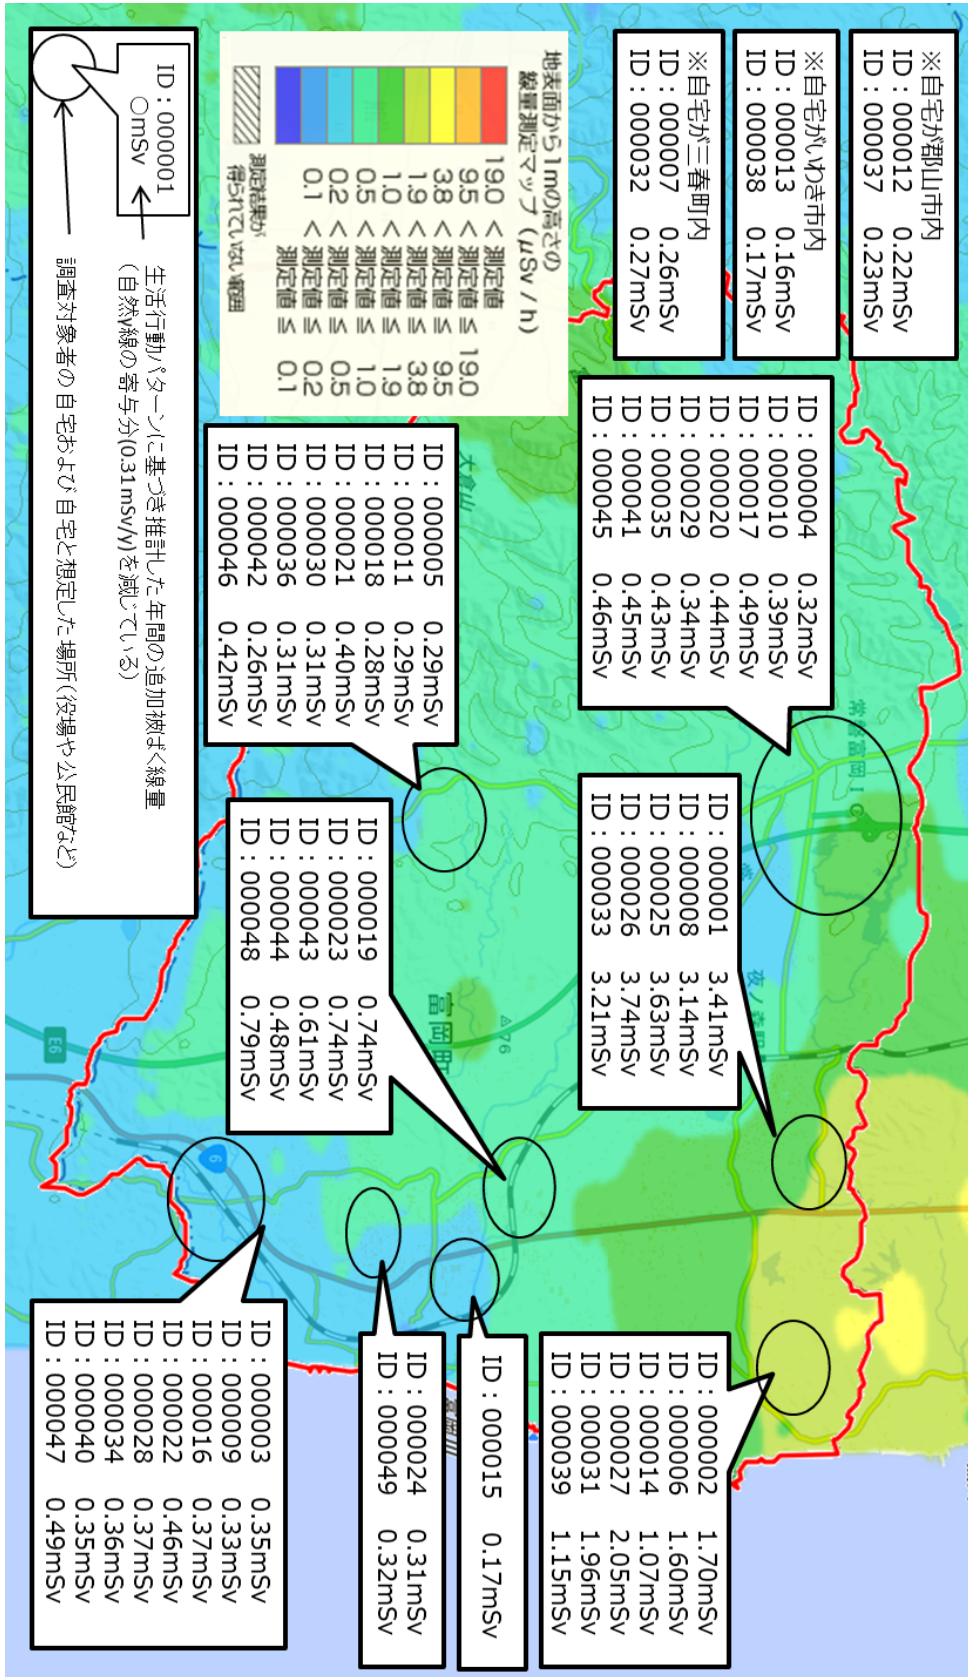 ※自宅が郡山市内
ID：000012　0.22mSv
ID：000037　0.23mSv
※自宅がいわき市内
ID：000013　0.16mSv
ID：000038　0.17mSv
※自宅が三春町内
ID：000007　0.26mSv
ID：000032　0.27mSv
地表面から1mの高さの
線量測定マップ（μSv / h）
19.0 < 測定値
9.5 < 測定値 ≤ 19.0
3.8 < 測定値 ≤ 9.5
1.9 < 測定値 ≤ 3.8
1.0 < 測定値 ≤ 1.9
0.5 < 測定値 ≤ 1.0
0.2 < 測定値 ≤ 0.5
0.1 < 測定値 ≤ 0.2
測定値 ≤ 0.1
測定結果が
得られていない範囲
ID：000001
○mSv
生活行動パターンに基づき推計した年間の追加被ばく線量
（自然γ線の寄与分(0.31mSv/y)を減じている）
調査対象者の自宅および自宅と想定した場所(役場や公民館など)
ID：000004　0.32mSv
ID：000010　0.39mSv
ID：000017　0.49mSv
ID：000020　0.44mSv
ID：000029　0.34mSv
ID：000035　0.43mSv
ID：000041　0.45mSv
ID：000045　0.46mSv
ID：000005　0.29mSv
ID：000011　0.29mSv
ID：000018　0.28mSv
ID：000021　0.40mSv
ID：000030　0.31mSv
ID：000036　0.31mSv
ID：000042　0.26mSv
ID：000046　0.42mSv
ID：000001　3.41mSv
ID：000008　3.14mSv
ID：000025　3.63mSv
ID：000026　3.74mSv
ID：000033　3.21mSv
ID：000019　0.74mSv
ID：000023　0.74mSv
ID：000043　0.61mSv
ID：000044　0.48mSv
ID：000048　0.79mSv
ID：000002　1.70mSv
ID：000006　1.60mSv
ID：000014　1.07mSv
ID：000027　2.05mSv
ID：000031　1.96mSv
ID：000039　1.15mSv
ID：000015　0.17mSv
ID：000024　0.31mSv
ID：000049　0.32mSv
ID：000003　0.35mSv
ID：000009　0.33mSv
ID：000016　0.37mSv
ID：000022　0.46mSv
ID：000028　0.37mSv
ID：000034　0.36mSv
ID：000040　0.35mSv
ID：000047　0.49mSv
常磐富岡IC
大倉山
夜ノ森駅
富岡町
△76
E6
6